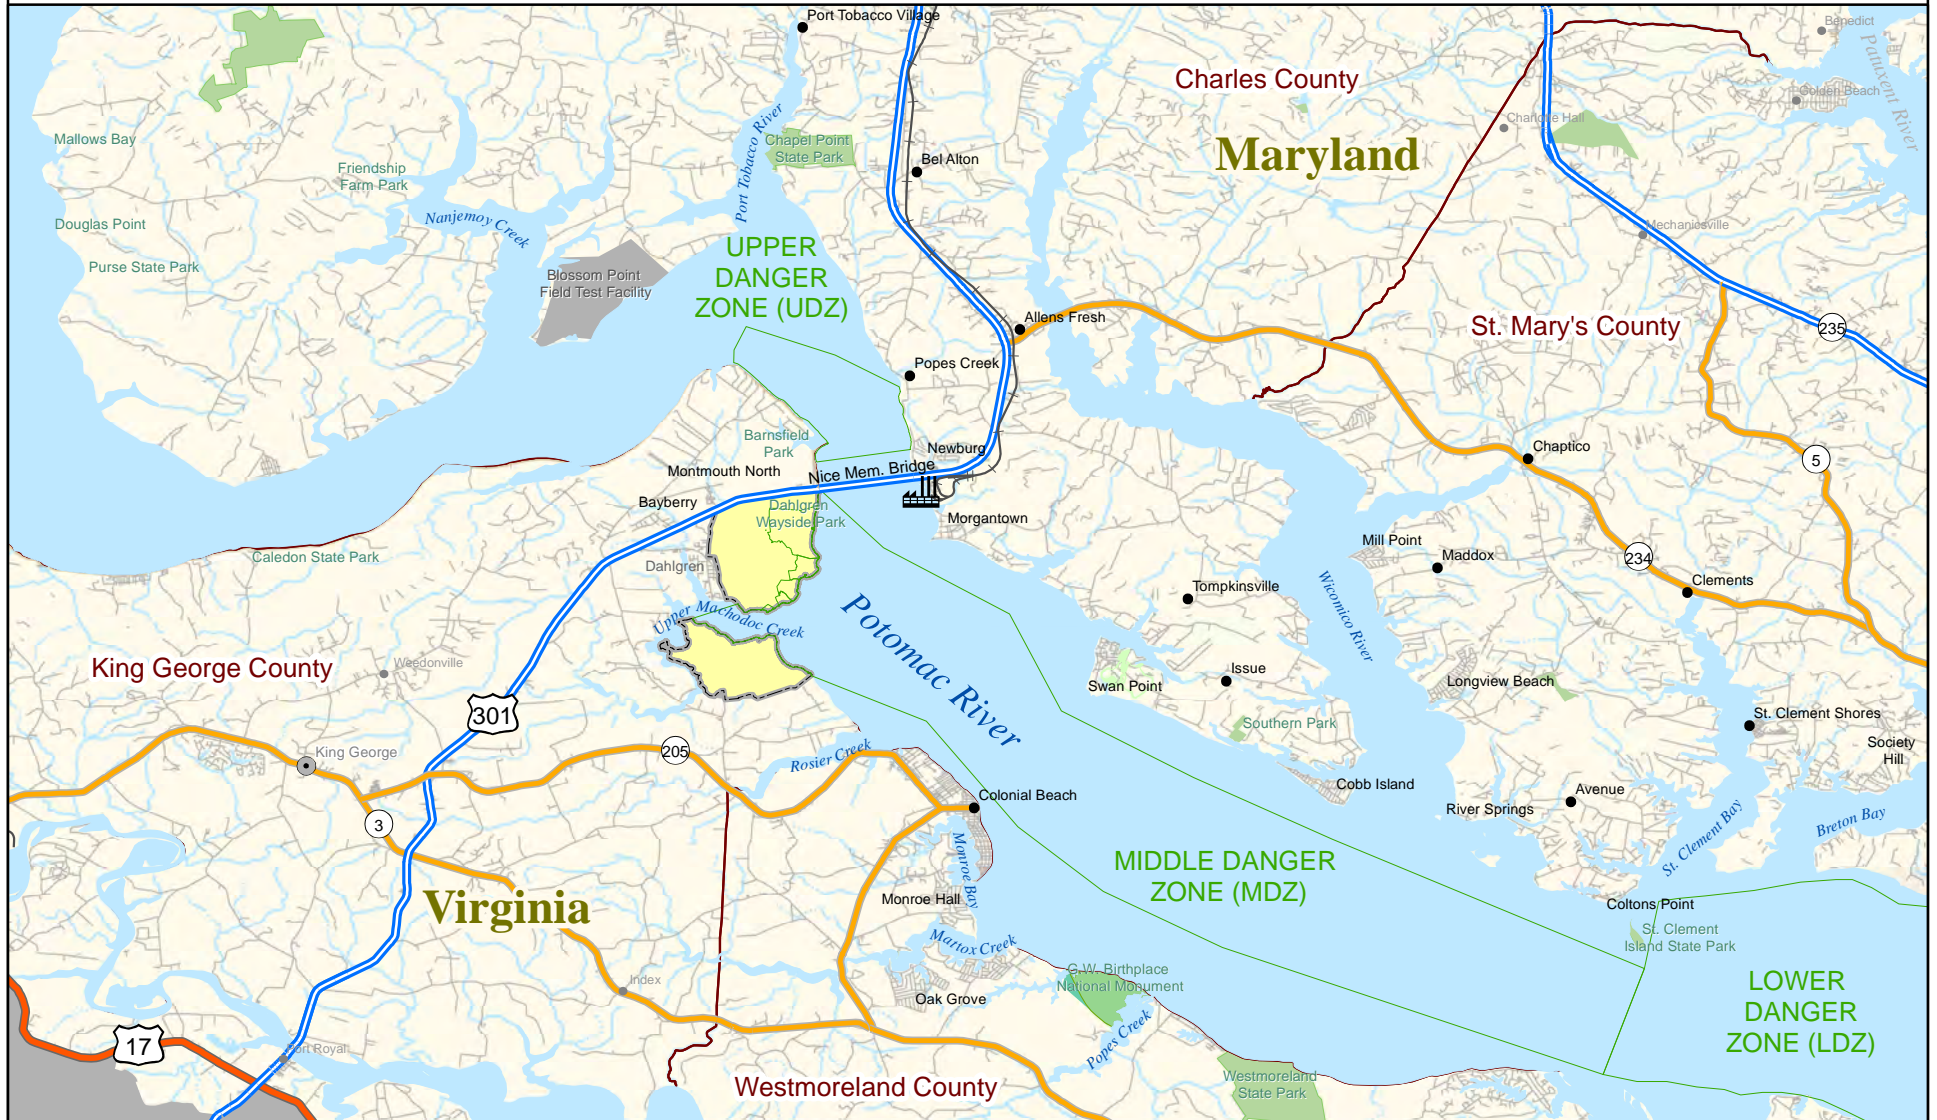 Port Tobacco Village
Benedict
Patuxent River
Charles County
Golden Beach
Charlotte Hall
Mallows Bay
Port Tobacco River
Chapel Point
State Park
Maryland
Bel Alton
Friendship
Farm Park
Douglas Point
Nanjemoy Creek
Mechanicsville
Purse State Park
UPPER
DANGER
ZONE (UDZ)
Blossom Point
Field Test Facility
Allens Fresh
St. Mary's County
235
Popes Creek
Barnsfield
Park
Newburg
Chaptico
5
Montmouth North
Nice Mem. Bridge
Bayberry
Dahlgren
Wayside Park
Morgantown
Caledon State Park
Mill Point
Maddox
234
Dahlgren
Clements
Tompkinsville
Wicomico River
Upper Machodoc Creek
Potomac River
King George County
Weedonville
Issue
Swan Point
Longview Beach
301
Southern Park
St. Clement Shores
Society
Hill
King George
205
Rosier Creek
Cobb Island
Colonial Beach
Avenue
River Springs
3
Breton Bay
St. Clement Bay
Monroe Bay
MIDDLE DANGER
ZONE (MDZ)
Virginia
Monroe Hall
Coltons Point
St. Clement
Island State Park
Mattox Creek
G.W. Birthplace
National Monument
Index
Oak Grove
LOWER
DANGER
ZONE (LDZ)
Popes Creek
17
Port Royal
Westmoreland County
Westmoreland
State Park